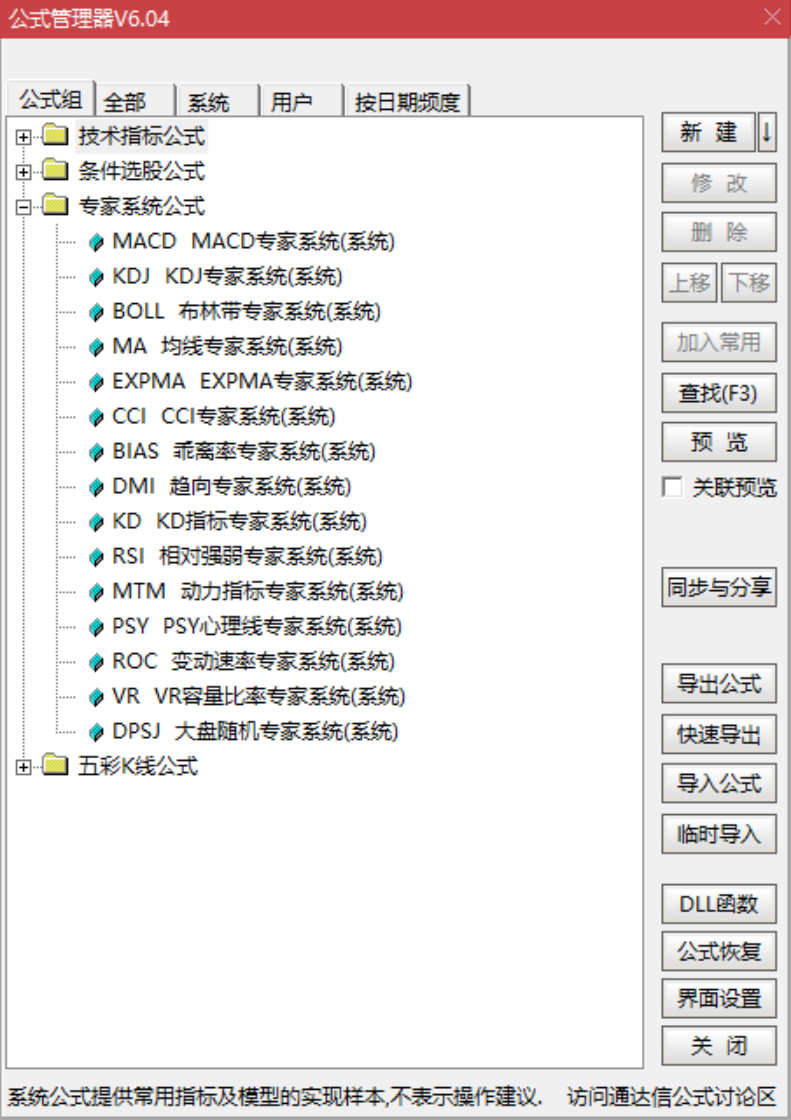 公式管理器V6.04
公式组 全部 系统 用户 按日期频度
技术指标公式
条件选股公式
专家系统公式
MACD MACD专家系统(系统)
KDJ KDJ专家系统(系统)
BOLL 布林带专家系统(系统)
MA 均线专家系统(系统)
EXPMA EXPMA专家系统(系统)
CCI CCI专家系统(系统)
BIAS 乖离率专家系统(系统)
DMI 趋向专家系统(系统)
KD KD指标专家系统(系统)
RSI 相对强弱专家系统(系统)
MTM 动力指标专家系统(系统)
PSY PSY心理线专家系统(系统)
ROC 变动速率专家系统(系统)
VR VR容量比率专家系统(系统)
DPSJ 大盘随机专家系统(系统)
五彩K线公式
新 建 ↓
修 改
删 除
上移 下移
加入常用
查找(F3)
预 览
关联预览
同步与分享
导出公式
快速导出
导入公式
临时导入
DLL函数
公式恢复
界面设置
关 闭
系统公式提供常用指标及模型的实现样本,不表示操作建议. 访问通达信公式讨论区